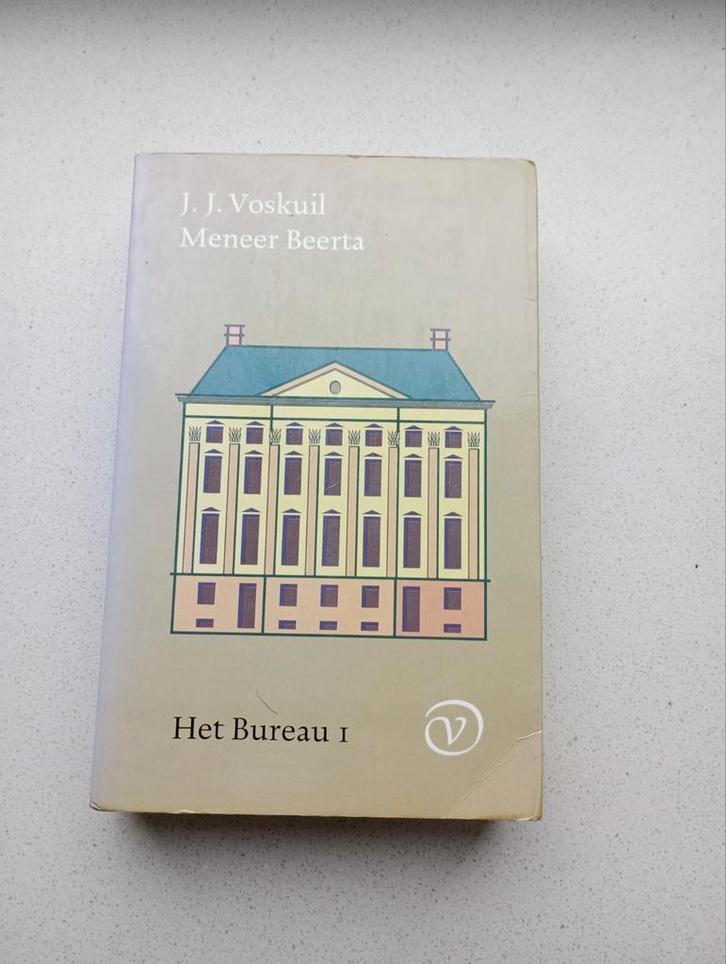 J. J. Voskuil
Meneer Beerta
Het Bureau 1
V